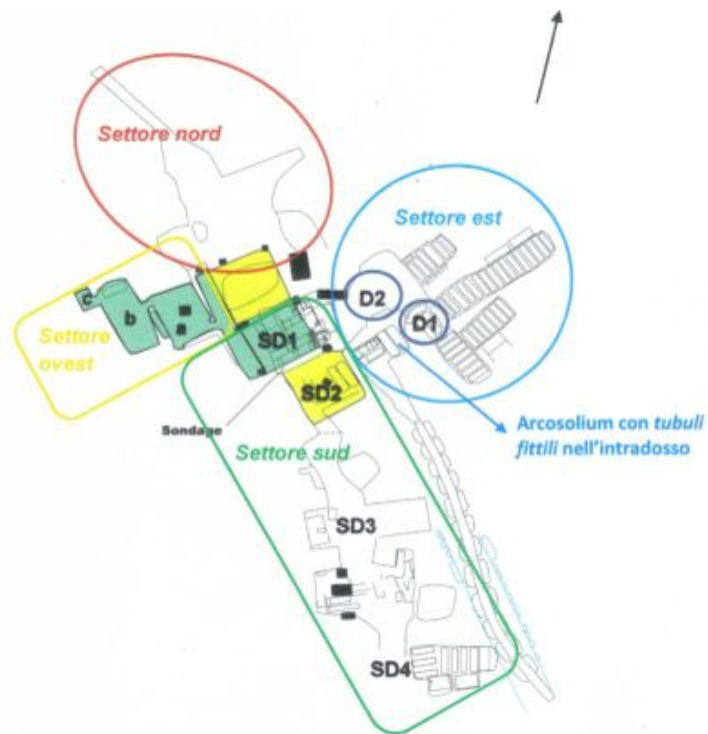 Settore nord
Settore est
D2
c
b
a
D1
SD1
Settore
ovest
SD2
Arcosolium con tubuli
fittili nell'intradosso
Sondage
Settore sud
SD3
SD4